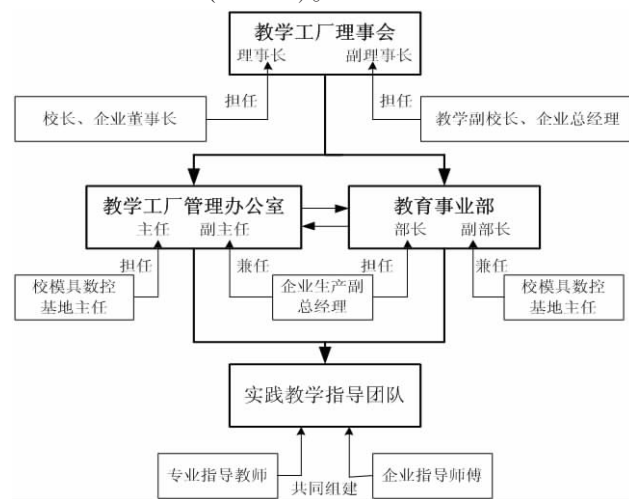 教学工厂理事会
理事长 副理事长
担任 担任
校长、企业董事长
教学副校长、企业总经理
教学工厂管理办公室
主任 副主任
教育事业部
部长 副部长
担任 兼任 担任 兼任
校模具数控
基地主任
企业生产副
总经理
校模具数控
基地主任
实践教学指导团队
专业指导教师
共同组建
企业指导师傅